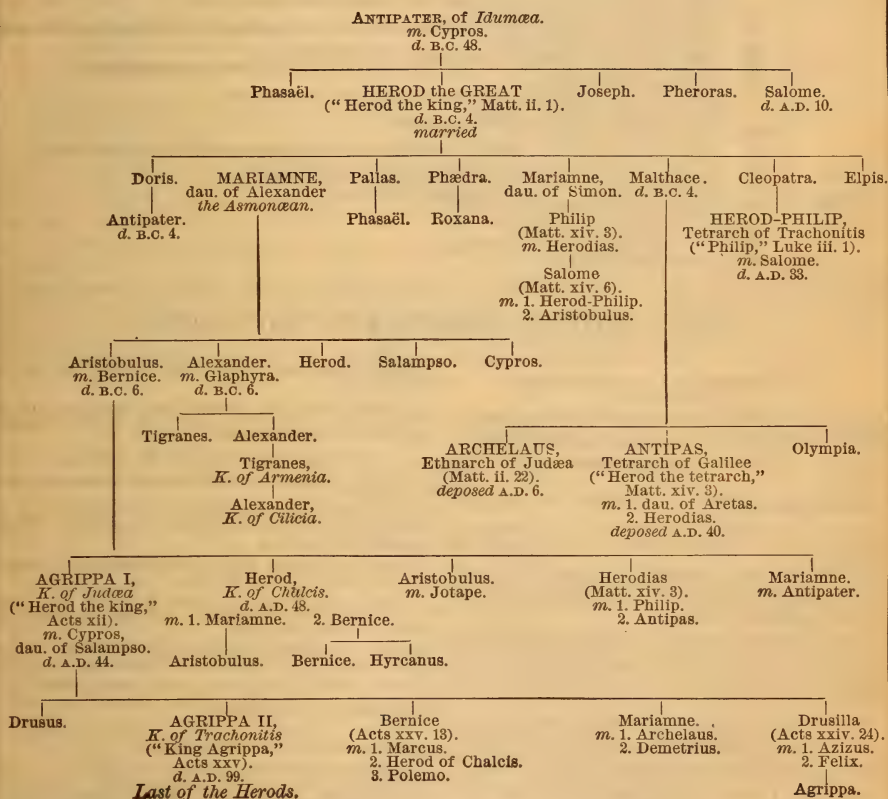 ANTIPATER, of Idumæa.
m. Cypros.
d. B.C. 48.
Phasaël. HEROD the GREAT Joseph. Pheroras. Salome.
("Herod the king," Matt. ii. 1). d. A.D. 10.
d. B.C. 4.
married
Doris. MARIAMNE, Pallas. Phædra. Mariamne, Malthace. Cleopatra. Elpis.
dau. of Alexander dau. of Simon. d. B.C. 4.
the Asmonæan.
Antipater. Phasaël. Roxana. Philip HEROD-PHILIP,
d. B.C. 4. (Matt. xiv. 3) Tetrarch of Trachonitis
m. Herodias. ("Philip," Luke iii. 1).
m. Salome.
Salome d. A.D. 33.
(Matt. xiv. 6).
m. 1. Herod-Philip.
2. Aristobulus.
Aristobulus. Alexander. Herod. Salampso. Cypros.
m. Bernice. m. Glaphyra.
d. B.C. 6. d. B.C. 6.
Tigranes. Alexander.
Tigranes,
K. of Armenia.
Alexander,
K. of Cilicia.
ARCHELAUS, ANTIPAS, Olympia.
Ethnarch of Judæa Tetrarch of Galilee
(Matt. ii. 22). ("Herod the tetrarch,"
deposed A.D. 6. Matt. xiv. 3).
m. 1. dau. of Aretas.
2. Herodias.
deposed A.D. 40.
AGRIPPA I, Herod, Aristobulus. Herodias Mariamne.
K. of Judæa K. of Chalcis. m. Jotape. (Matt. xiv. 3). m. Antipater.
("Herod the king," d. A.D. 48. m. 1. Philip.
Acts xii). m. 1. Mariamne. 2. Bernice. 2. Antipas.
m. Cypros,
dau. of Salampso.
d. A.D. 44. Aristobulus. Bernice. Hyrcanus.
Drusus. AGRIPPA II, Bernice Mariamne. Drusilla
K. of Trachonitis (Acts xxv. 13). m. 1. Archelaus. (Acts xxiv. 24).
("King Agrippa," m. 1. Marcus. 2. Demetrius. m. 1. Azizus.
Acts xxv). 2. Herod of Chalcis. 2. Felix.
d. A.D. 99. 3. Polemo.
Last of the Herods. Agrippa.